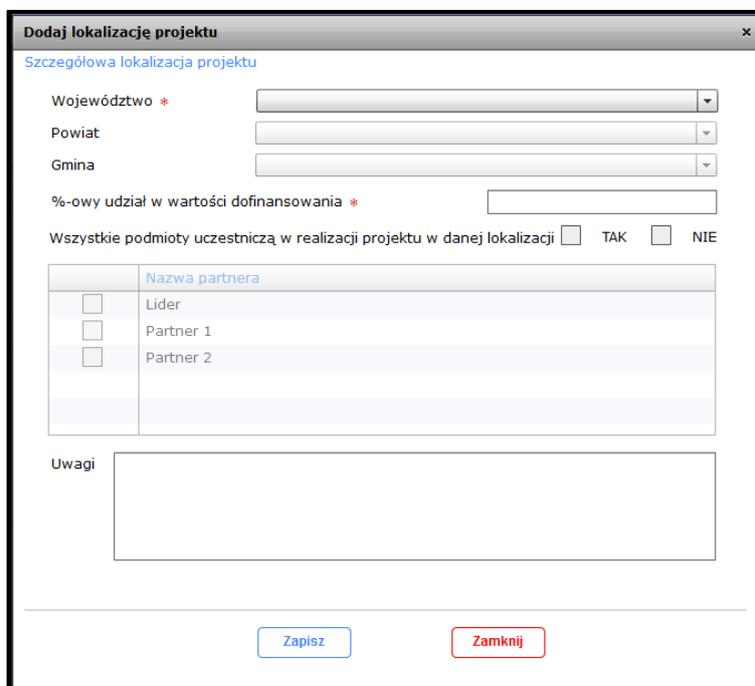 Dodaj lokalizację projektu x
Szczegółowa lokalizacja projektu
Województwo *
Powiat
Gmina
%-owy udział w wartości dofinansowania *
Wszystkie podmioty uczestniczą w realizacji projektu w danej lokalizacji TAK NIE
Nazwa partnera
Lider
Partner 1
Partner 2
Uwagi
Zapisz Zamknij